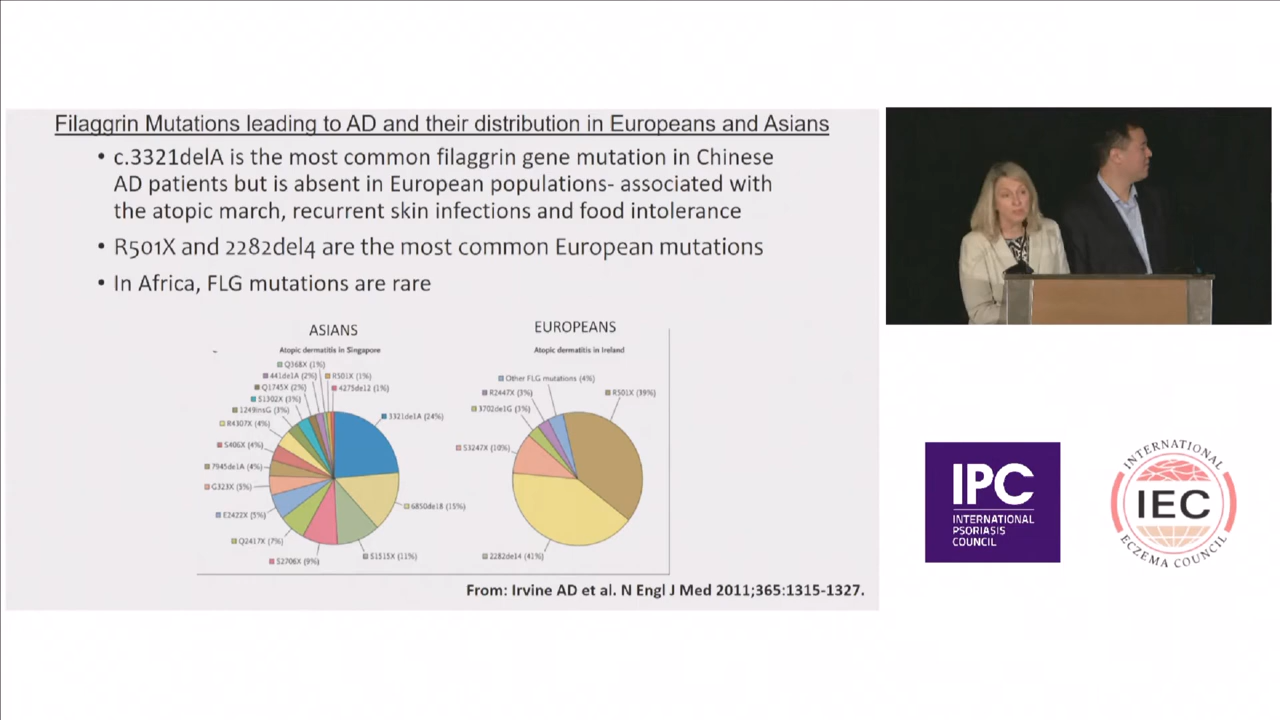 Filaggrin Mutations leading to AD and their distribution in Europeans and Asians
• c.3321delA is the most common filaggrin gene mutation in Chinese
AD patients but is absent in European populations- associated with
the atopic march, recurrent skin infections and food intolerance
• R501X and 2282del4 are the most common European mutations
• In Africa, FLG mutations are rare
ASIANS
Atopic dermatitis in Singapore
Q368X (1%)
441delA (2%)
R501X (1%)
Q1745X (2%)
4275del2 (1%)
S1302X (3%)
1249insG (3%)
3321delA (24%)
R4307X (4%)
S406X (4%)
7945delA (4%)
G323X (5%)
6850del8 (15%)
E2422X (5%)
Q2417X (7%)
S1515X (11%)
S2706X (9%)
EUROPEANS
Atopic dermatitis in Ireland
Other FLG mutations (4%)
R2447X (3%)
R501X (39%)
3702delG (3%)
S3247X (10%)
2282del4 (41%)
From: Irvine AD et al. N Engl J Med 2011;365:1315-1327.
IPC
INTERNATIONAL
PSORIASIS
COUNCIL
INTERNATIONAL
IEC
ECZEMA COUNCIL